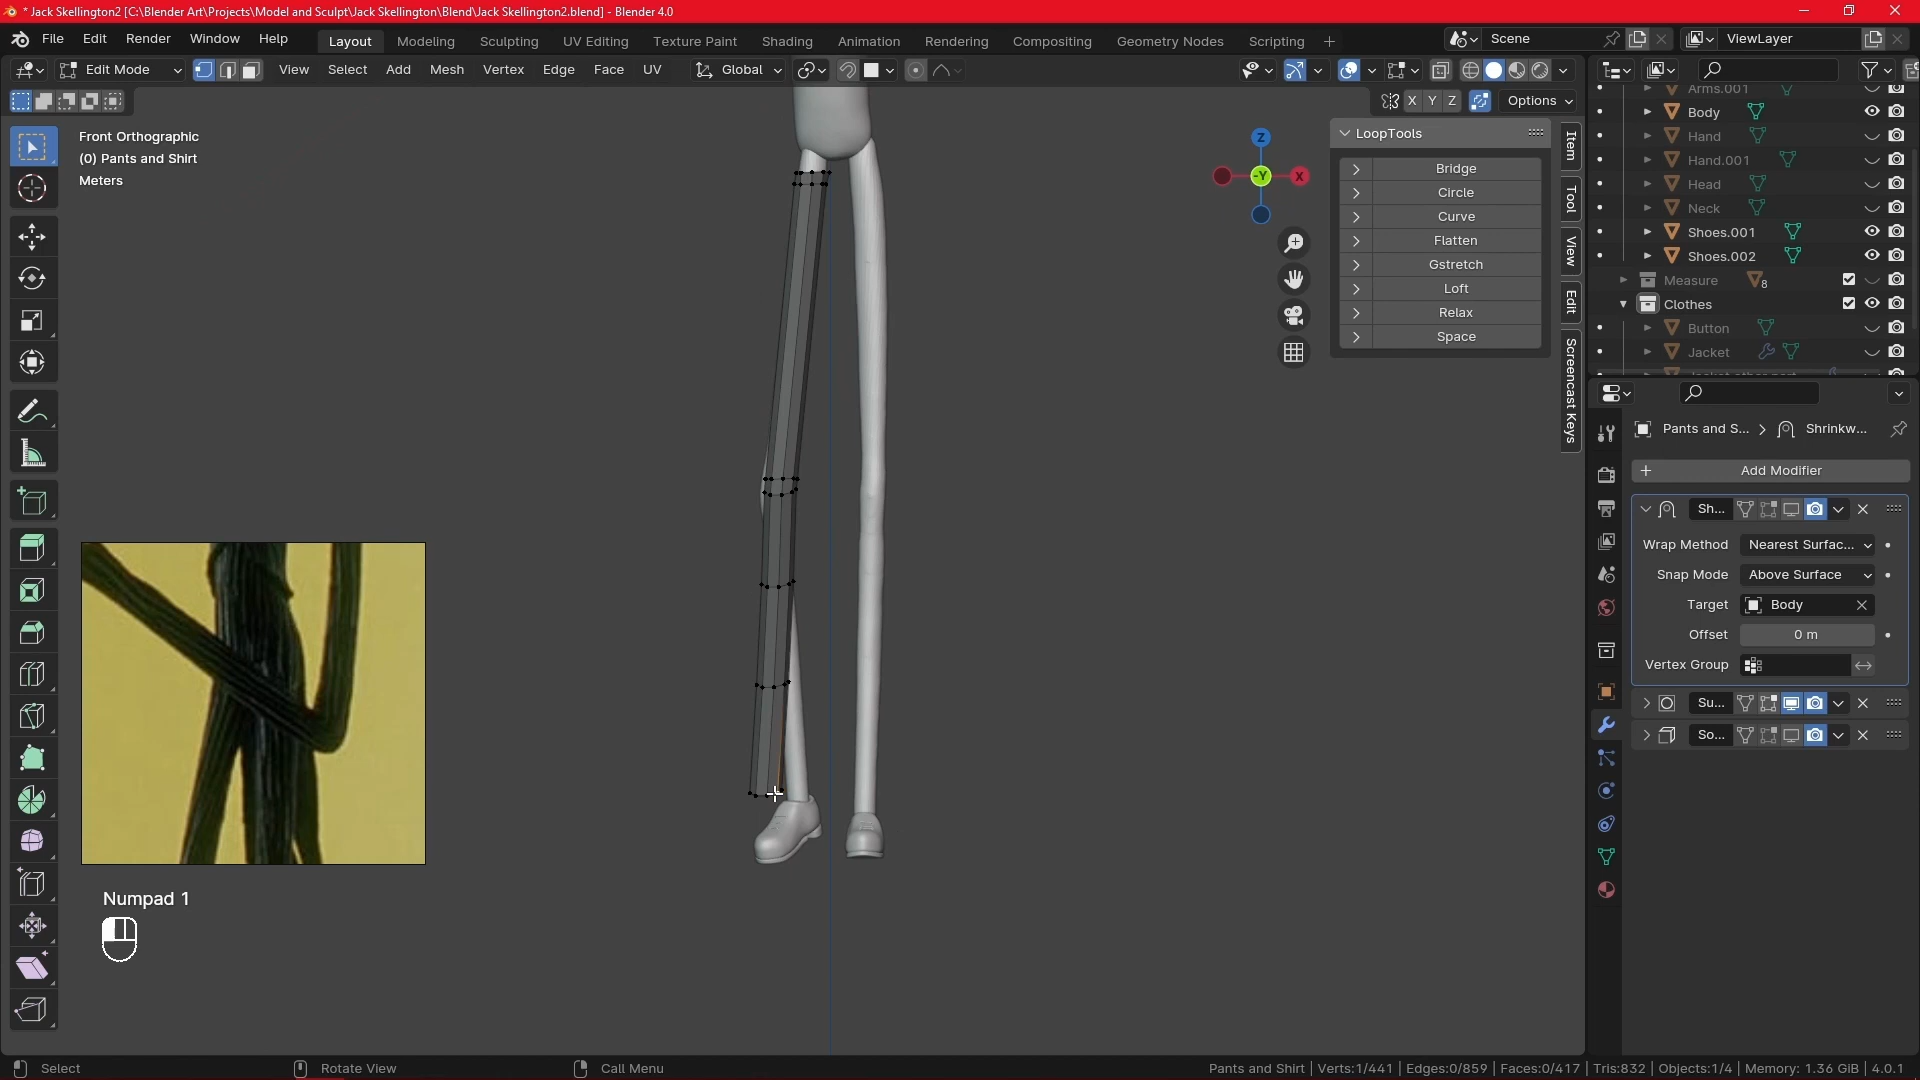 * Jack Skellington2 [C:\Blender Art\Projects\Model and Sculpt\Jack Skellington\Blend\Jack Skellington2.blend] - Blender 4.0
File Edit Render Window Help Layout Modeling Sculpting UV Editing Texture Paint Shading Animation Rendering Compositing Geometry Nodes Scripting + Scene ViewLayer
Edit Mode View Select Add Mesh Vertex Edge Face UV Global
X Y Z Options
Front Orthographic
(0) Pants and Shirt
Meters
Z
-Y X
LoopTools
Bridge
Circle
Curve
Flatten
Gstretch
Loft
Relax
Space
Item
Tool
View
Edit
Screencast Keys
Arms.001
Body
Hand
Hand.001
Head
Neck
Shoes.001
Shoes.002
Measure 8
Clothes
Button
Jacket
Pants and S... > Shrinkw...
+ Add Modifier
Sh...
Wrap Method Nearest Surfac...
Snap Mode Above Surface
Target Body
Offset 0 m
Vertex Group
Su...
So...
Numpad 1
Select Rotate View Call Menu Pants and Shirt | Verts:1/441 | Edges:0/859 | Faces:0/417 | Tris:832 | Objects:1/4 | Memory: 1.36 GiB | 4.0.1